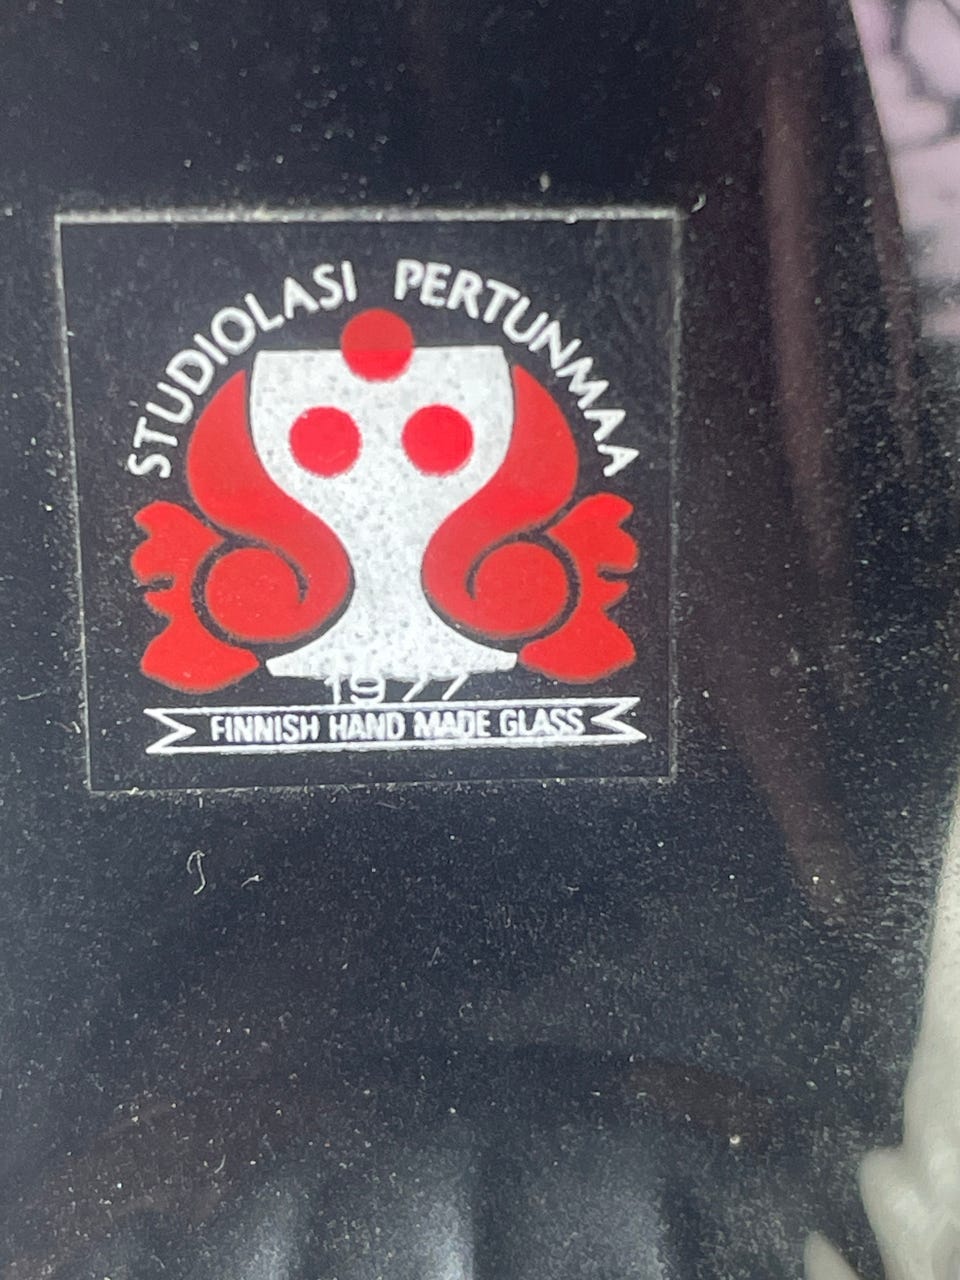 STUDIOLASI PERTUNMAA
1977
FINNISH HAND MADE GLASS